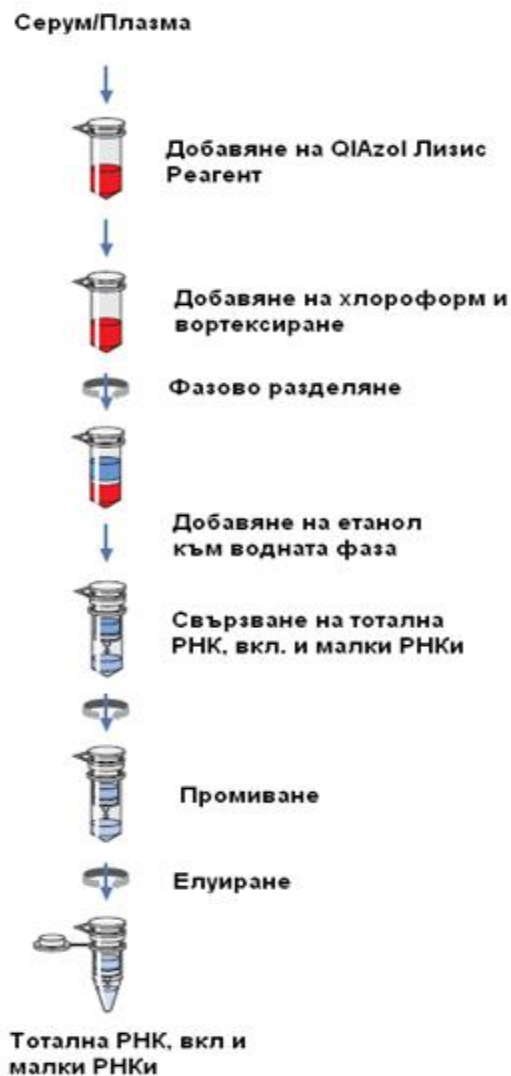 Серум/Плазма
Добавяне на QIAzol Лизис
Реагент
Добавяне на хлороформ и
вортексиране
Фазово разделяне
Добавяне на етанол
към водната фаза
Свързване на тотална
РНК, вкл. и малки РНКи
Промиване
Елуиране
Тотална РНК, вкл и
малки РНКи